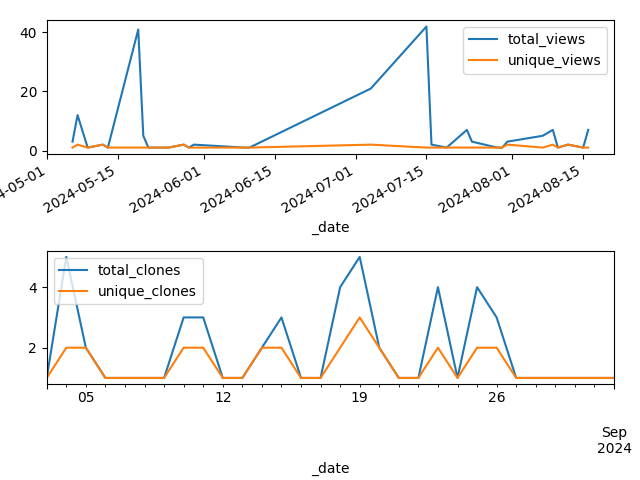 40
20
0
total_views
unique_views
4-05-01
2024-05-15
2024-06-01
2024-06-15
2024-07-01
2024-07-15
2024-08-01
2024-08-15
_date
4
2
total_clones
unique_clones
05
12
19
26
Sep
2024
_date